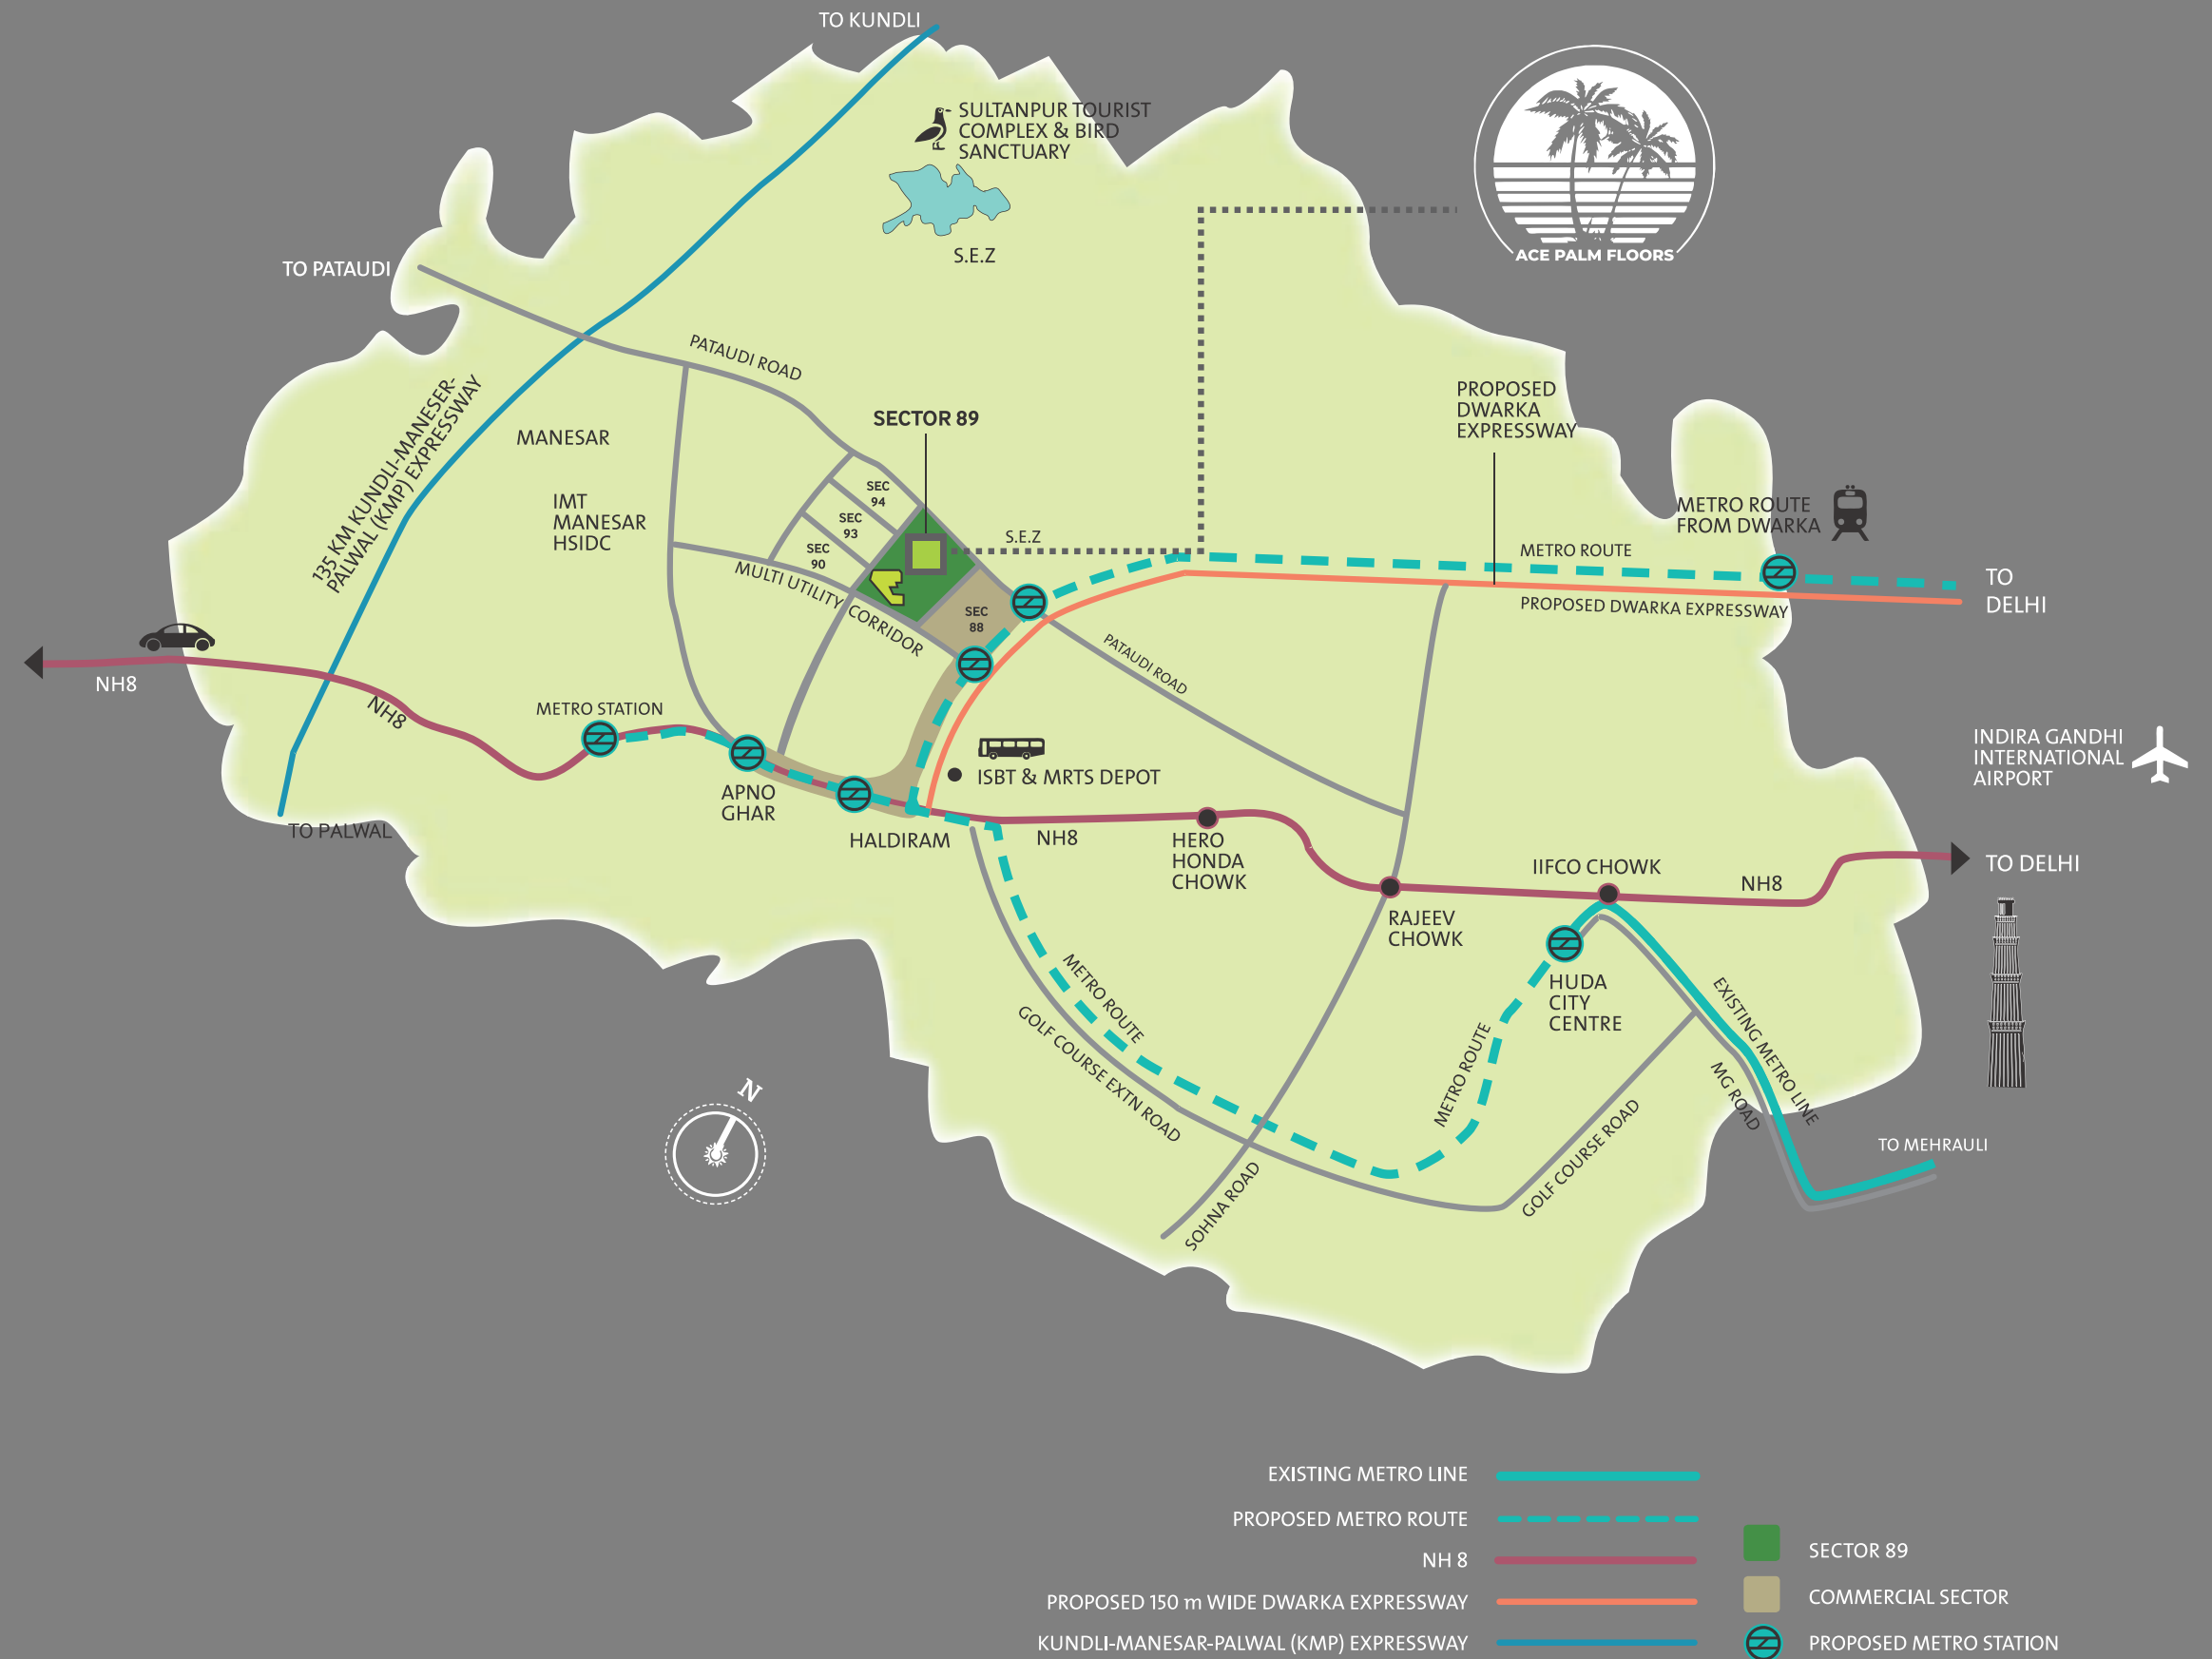 TO KUNDLI
SULTANPUR TOURIST
COMPLEX & BIRD
SANCTUARY
S.E.Z
ACE PALM FLOORS
TO PATAUDI
PATAUDI ROAD
135 KM KUNDLI-MANESER-
PALWAL (KMP) EXPRESSWAY
MANESAR
IMT
MANESAR
HSIDC
SECTOR 89
SEC
94
SEC
93
SEC
90
SEC
88
S.E.Z
MULTI UTILITY CORRIDOR
PROPOSED
DWARKA
EXPRESSWAY
METRO ROUTE
FROM DWARKA
METRO ROUTE
PROPOSED DWARKA EXPRESSWAY
TO
DELHI
PATAUDI ROAD
NH8
NH8
METRO STATION
APNO
GHAR
HALDIRAM
ISBT & MRTS DEPOT
NH8
HERO
HONDA
CHOWK
RAJEEV
CHOWK
IIFCO CHOWK
NH8
TO DELHI
INDIRA GANDHI
INTERNATIONAL
AIRPORT
TO PALWAL
HUDA
CITY
CENTRE
METRO ROUTE
GOLF COURSE EXTN ROAD
METRO ROUTE
EXISTING METRO LINE
MG ROAD
GOLF COURSE ROAD
SOHNA ROAD
TO MEHRAULI
N
EXISTING METRO LINE
PROPOSED METRO ROUTE
NH 8
PROPOSED 150 m WIDE DWARKA EXPRESSWAY
KUNDLI-MANESAR-PALWAL (KMP) EXPRESSWAY
SECTOR 89
COMMERCIAL SECTOR
PROPOSED METRO STATION